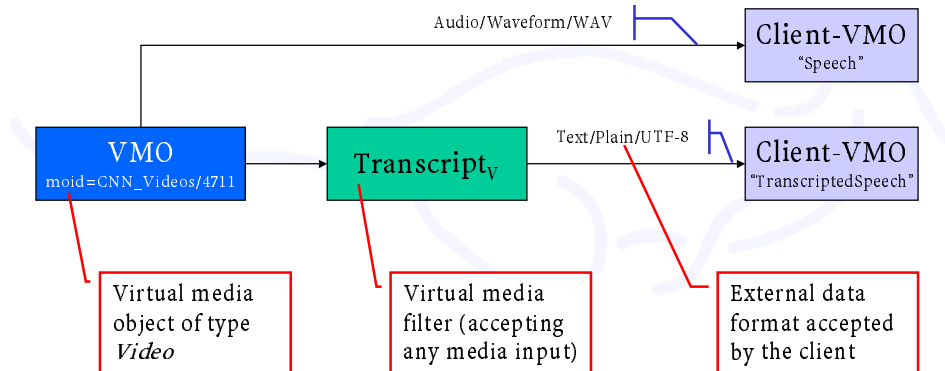 Audio/Waveform/WAV
Client-VMO
“Speech”
VMO
moid=CNN_Videos/4711
Transcriptv
Text/Plain/UTF-8
Client-VMO
“TranscriptedSpeech”
Virtual media
object of type
Video
Virtual media
filter (accepting
any media input)
External data
format accepted
by the client